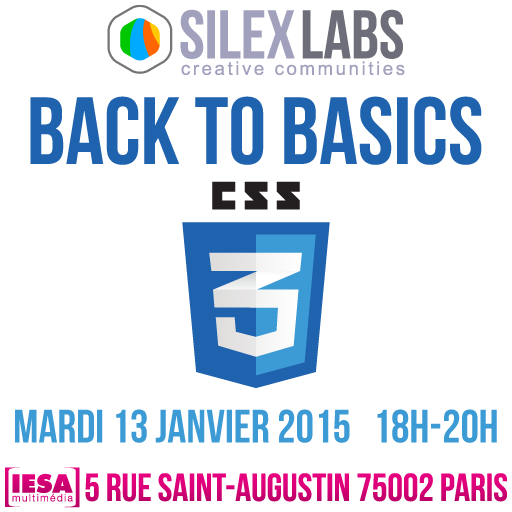 SILEX LABS
creative communities
BACK TO BASICS
CSS
3
MARDI 13 JANVIER 2015 18H-20H
[IESA multimédia] 5 RUE SAINT-AUGUSTIN 75002 PARIS